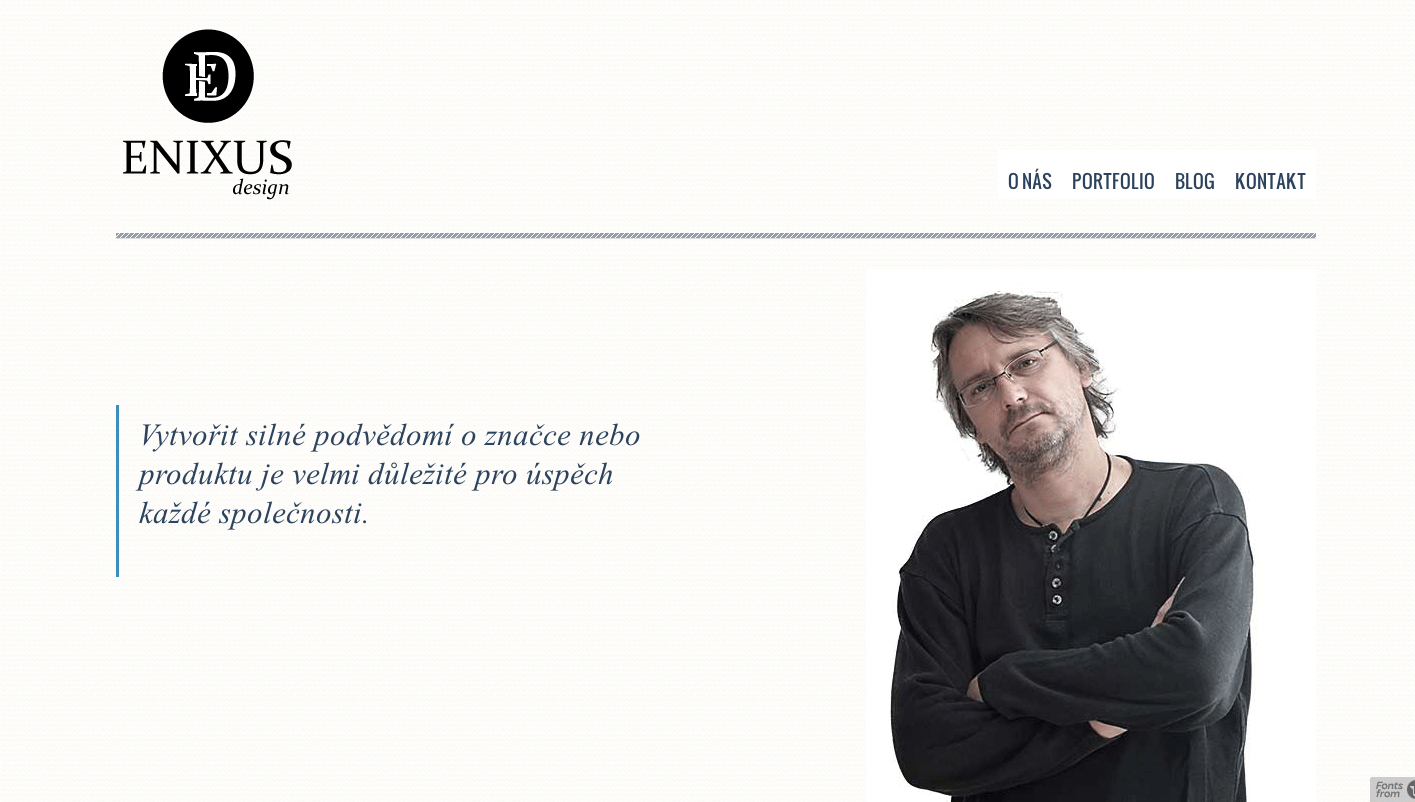 ED
ENIXUS
design
O NÁS PORTFOLIO BLOG KONTAKT
Vytvořit silné podvědomí o značce nebo
produktu je velmi důležité pro úspěch
každé společnosti.
Fonts
from